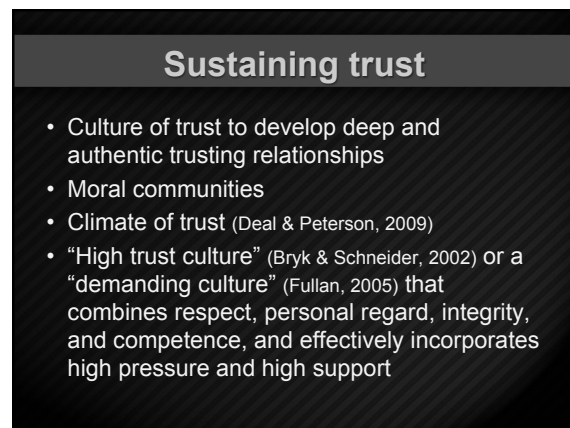 Sustaining trust
• Culture of trust to develop deep and
authentic trusting relationships
• Moral communities
• Climate of trust (Deal & Peterson, 2009)
• “High trust culture” (Bryk & Schneider, 2002) or a
“demanding culture” (Fullan, 2005) that
combines respect, personal regard, integrity,
and competence, and effectively incorporates
high pressure and high support